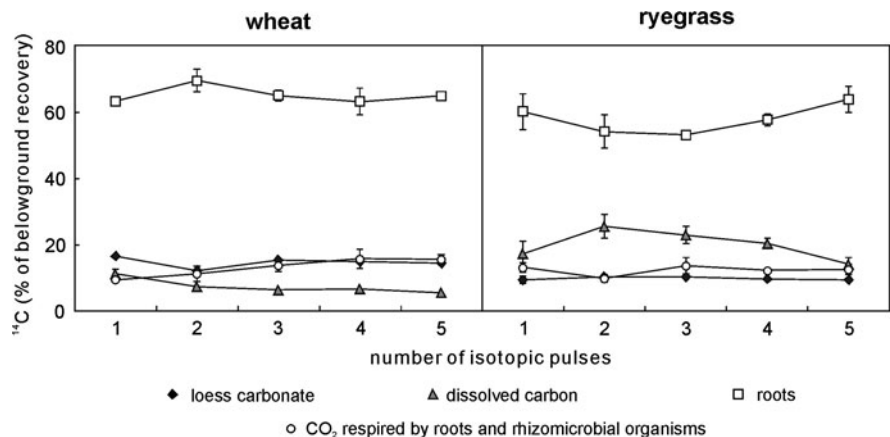 wheat ryegrass
80
60
40
20
0
¹⁴C (% of belowground recovery)
1 2 3 4 5 1 2 3 4 5
number of isotopic pulses
loess carbonate dissolved carbon roots
CO₂ respired by roots and rhizomicrobial organisms